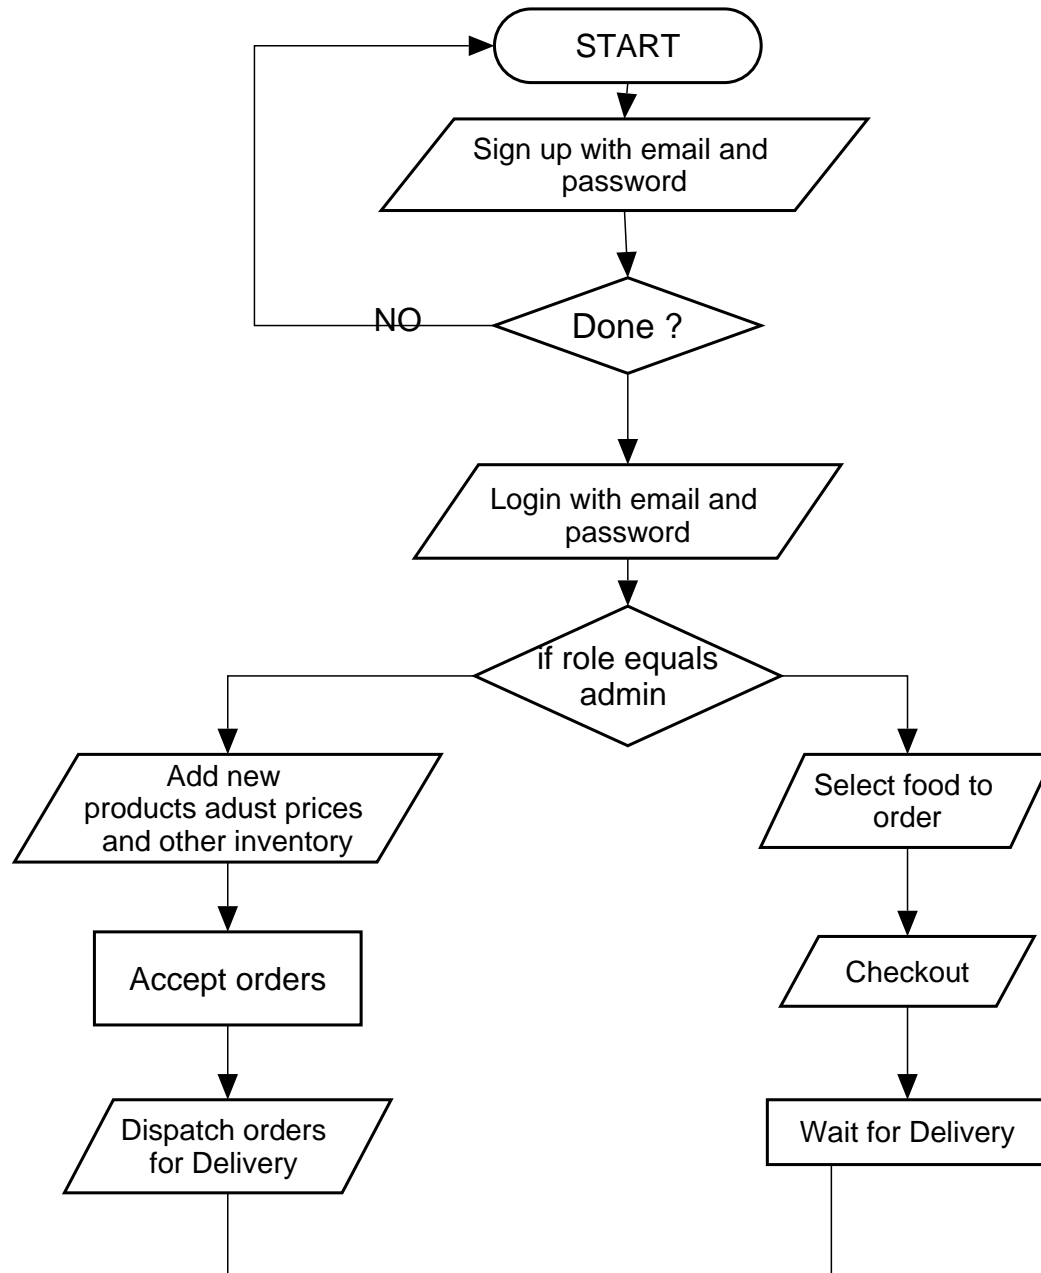 START
Sign up with email and
password
NO
Done ?
Login with email and
password
if role equals
admin
Add new
products adust prices
and other inventory
Select food to
order
Accept orders
Checkout
Dispatch orders
for Delivery
Wait for Delivery